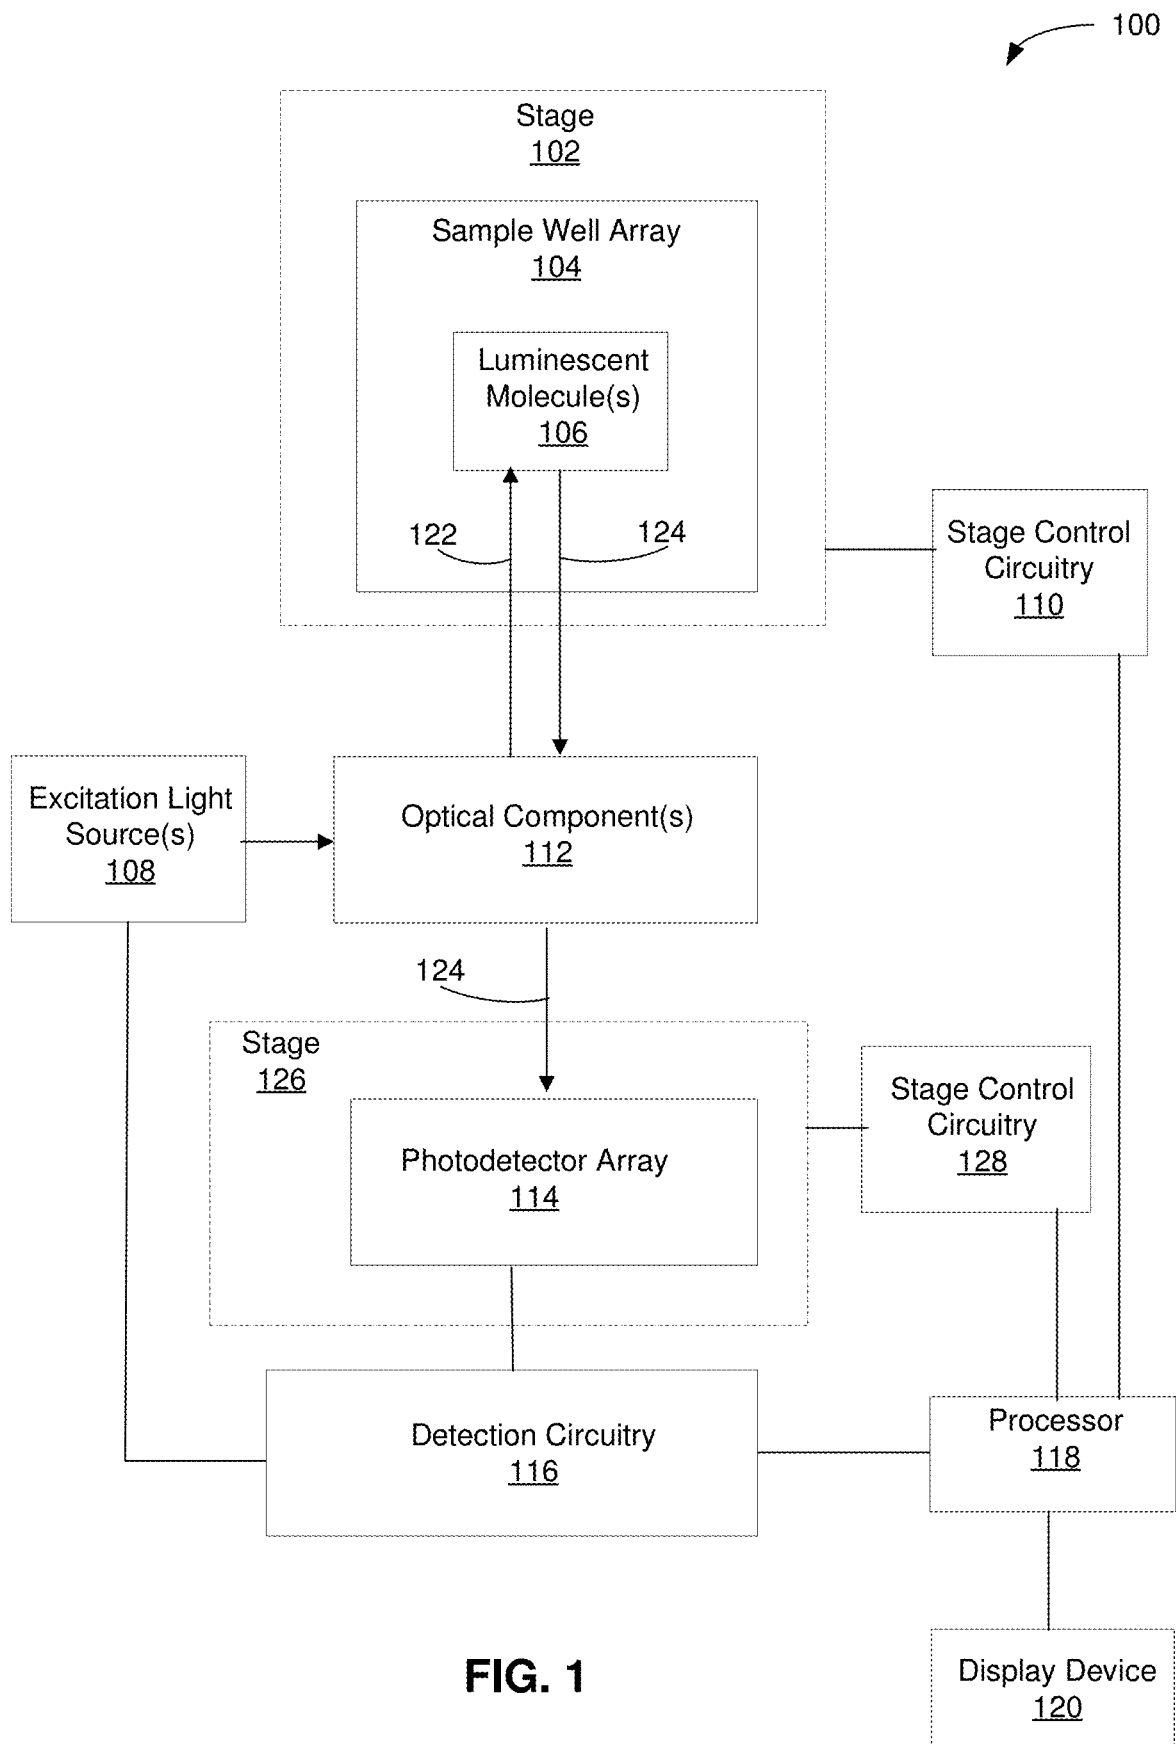 100
Stage
102
Sample Well Array
104
Luminescent
Molecule(s)
106
122
124
Stage Control
Circuitry
110
Excitation Light
Source(s)
108
Optical Component(s)
112
124
Stage
126
Stage Control
Circuitry
128
Photodetector Array
114
Detection Circuitry
116
Processor
118
FIG. 1
Display Device
120